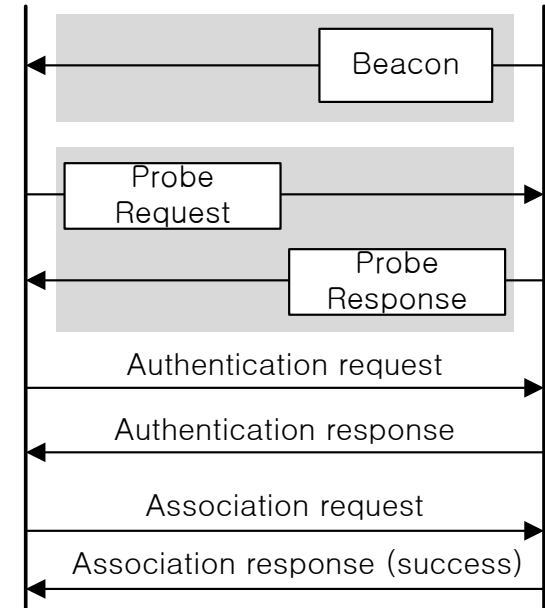 Beacon
Probe
Request
Probe
Response
Authentication request
Authentication response
Association request
Association response (success)